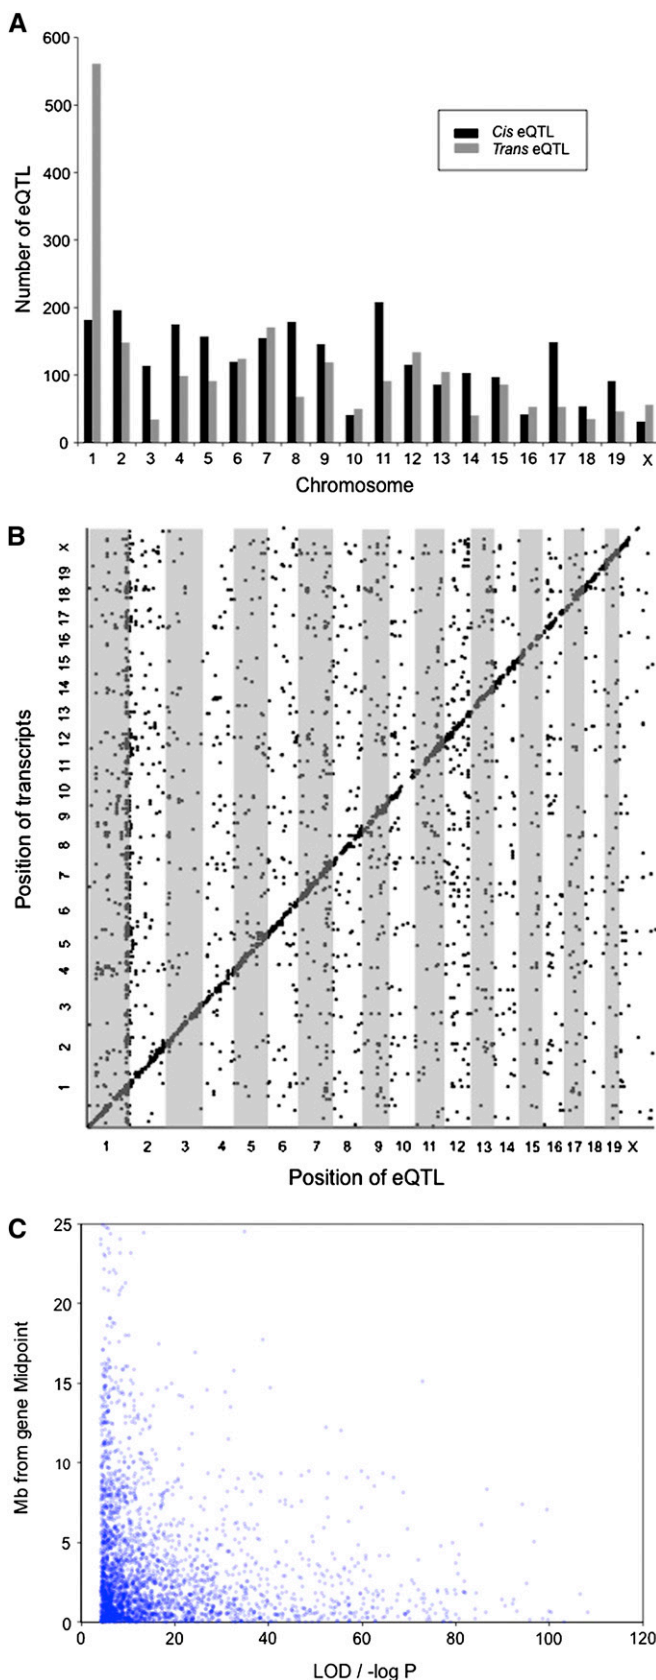 A
600
500
400
300
200
100
0
Number of eQTL
Cis eQTL
Trans eQTL
1 2 3 4 5 6 7 8 9 10 11 12 13 14 15 16 17 18 19 X
Chromosome
B
X
19
18
17
16
15
14
13
12
11
10
9
8
7
6
5
4
3
2
1
Position of transcripts
1 2 3 4 5 6 7 8 9 10 11 12 13 14 15 16 17 18 19 X
Position of eQTL
C
25
20
15
10
5
0
Mb from gene Midpoint
0 20 40 60 80 100 120
LOD / -log P